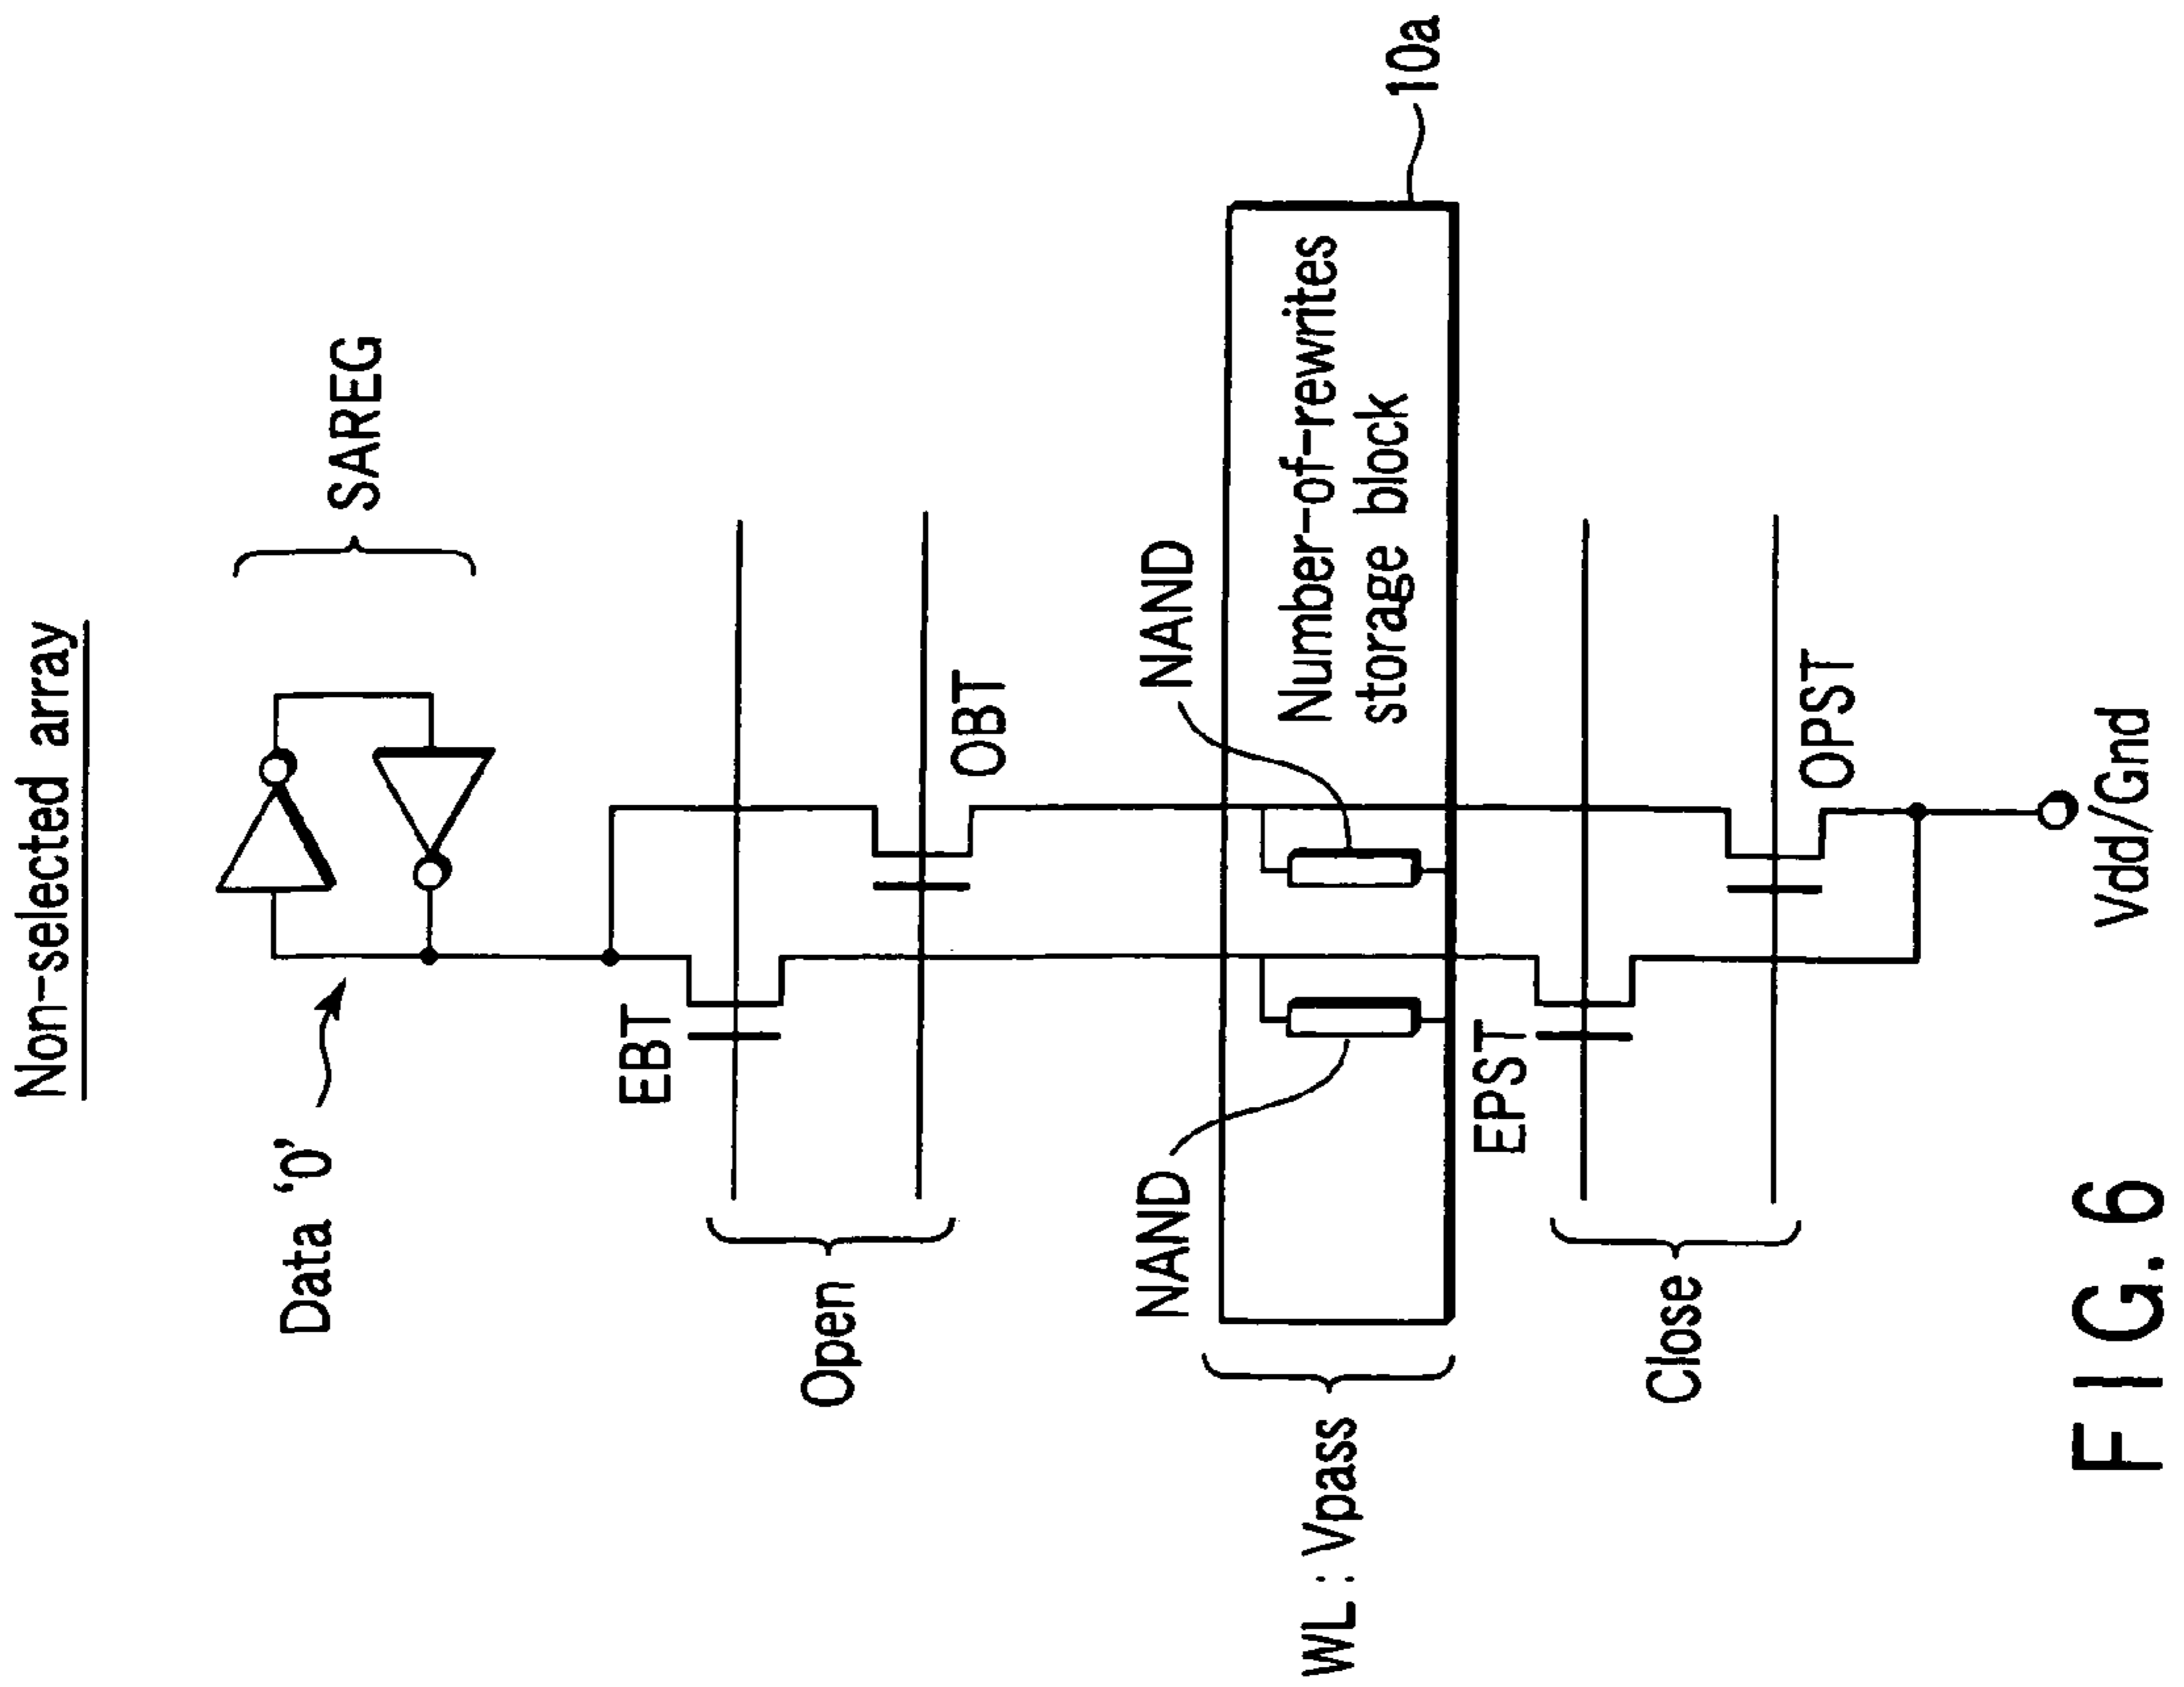 Non-selected array
SAREG
Data ‘0’
EBT
OBT
Open
NAND
NAND
Number-of-rewrites
storage block
10a
WL : Vpass
EPST
OPST
Close
Vdd/Gnd
FIG. 6